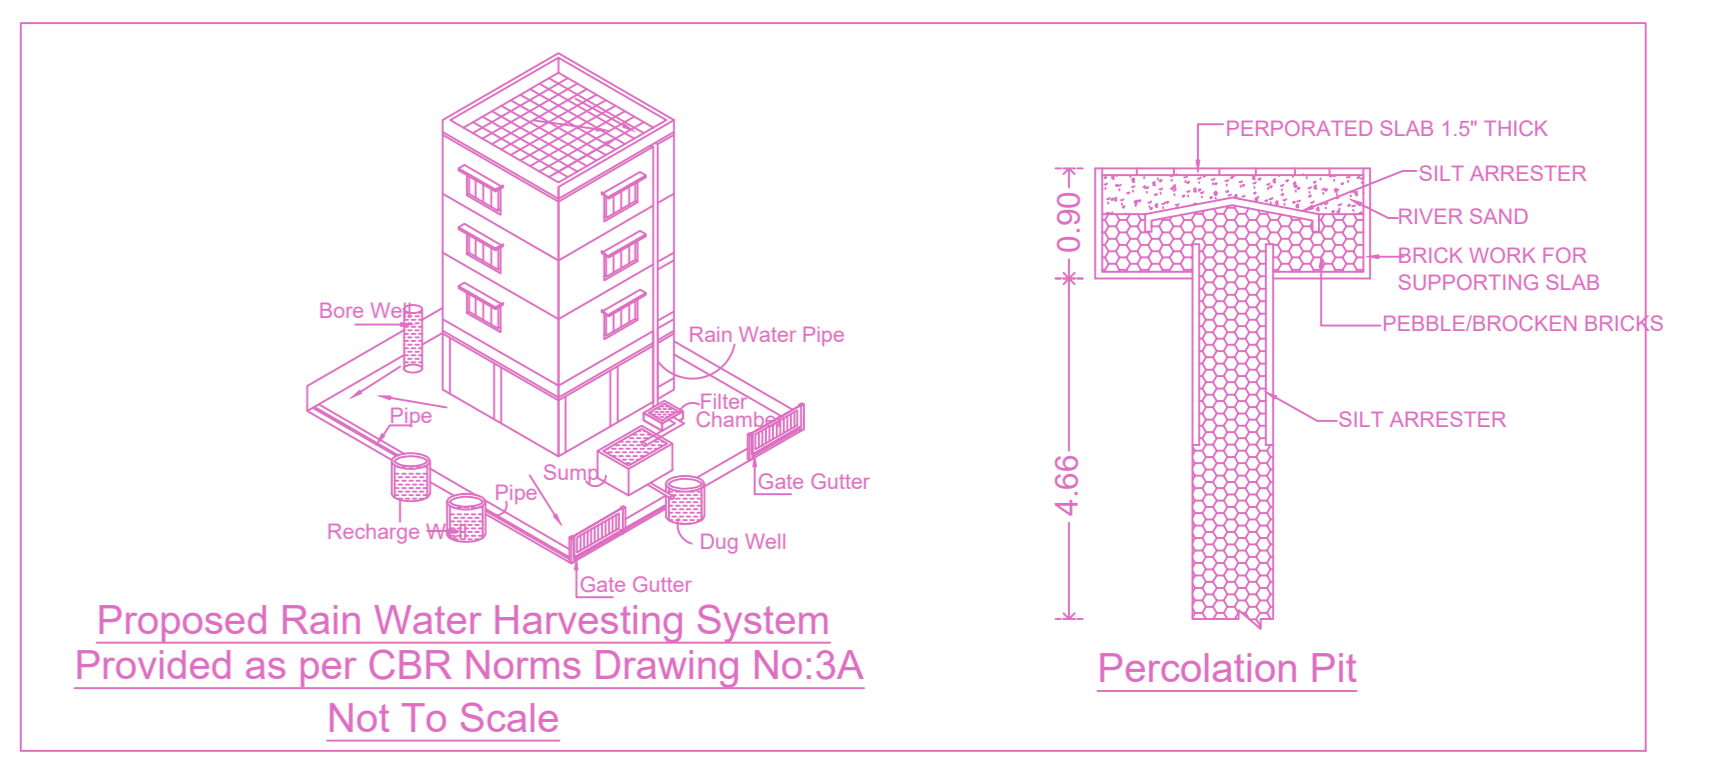 Bore Well
Rain Water Pipe
Filter
Chamber
Pipe
Sump
Pipe
Gate Gutter
Recharge Well
Dug Well
Gate Gutter
Proposed Rain Water Harvesting System
Provided as per CBR Norms Drawing No:3A
Not To Scale
PERPORATED SLAB 1.5" THICK
SILT ARRESTER
RIVER SAND
BRICK WORK FOR
SUPPORTING SLAB
PEBBLE/BROCKEN BRICKS
SILT ARRESTER
0.90
4.66
Percolation Pit